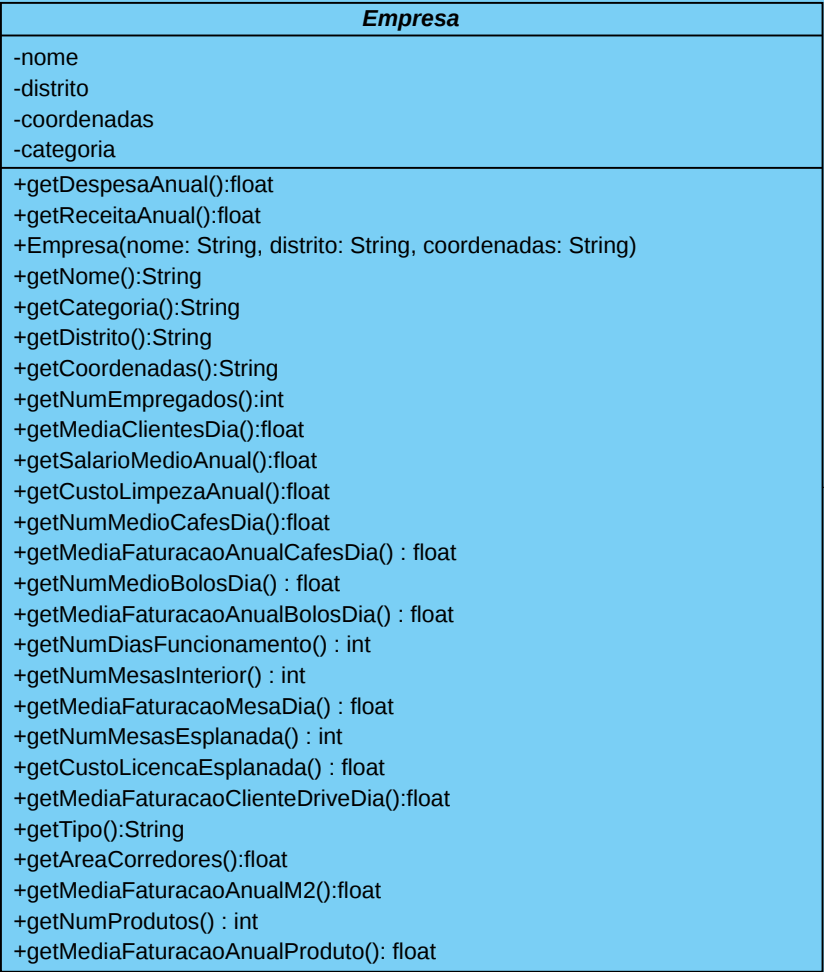 Empresa
-nome
-distrito
-coordenadas
-categoria
+getDespesaAnual():float
+getReceitaAnual():float
+Empresa(nome: String, distrito: String, coordenadas: String)
+getNome():String
+getCategoria():String
+getDistrito():String
+getCoordenadas():String
+getNumEmpregados():int
+getMediaClientesDia():float
+getSalarioMedioAnual():float
+getCustoLimpezaAnual():float
+getNumMedioCafesDia():float
+getMediaFaturacaoAnualCafesDia() : float
+getNumMedioBolosDia() : float
+getMediaFaturacaoAnualBolosDia() : float
+getNumDiasFuncionamento() : int
+getNumMesasInterior() : int
+getMediaFaturacaoMesaDia() : float
+getNumMesasEsplanada() : int
+getCustoLicencaEsplanada() : float
+getMediaFaturacaoClienteDriveDia():float
+getTipo():String
+getAreaCorredores():float
+getMediaFaturacaoAnualM2():float
+getNumProdutos() : int
+getMediaFaturacaoAnualProduto(): float